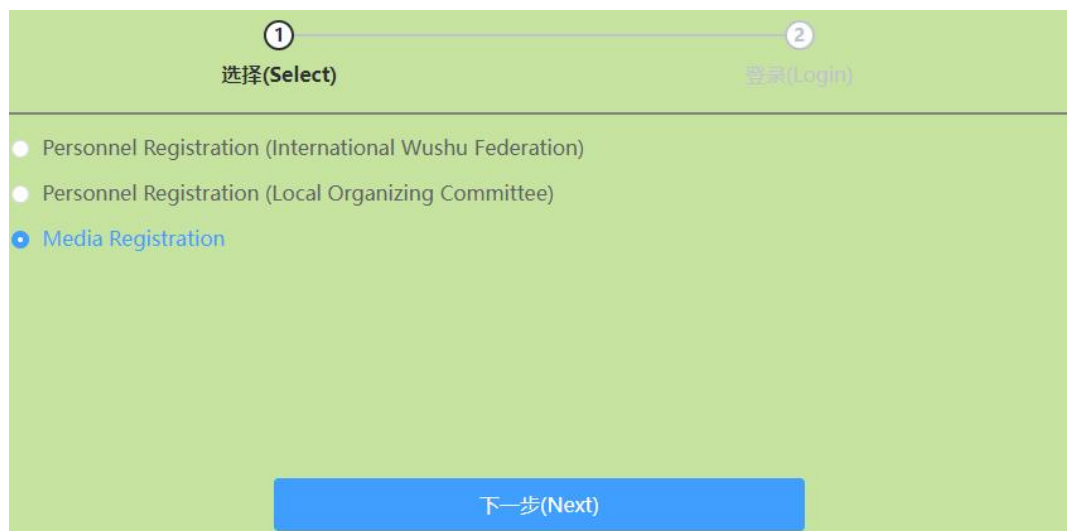 1
2
选择(Select)
登录(Login)
Personnel Registration (International Wushu Federation)
Personnel Registration (Local Organizing Committee)
Media Registration
下一步(Next)